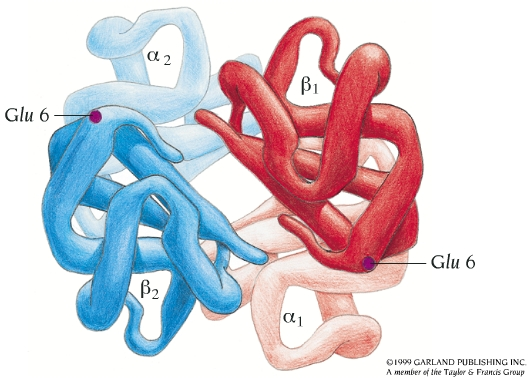 α2
β1
Glu 6
β2
Glu 6
α1
©1999 GARLAND PUBLISHING INC.
A member of the Taylor & Francis Group